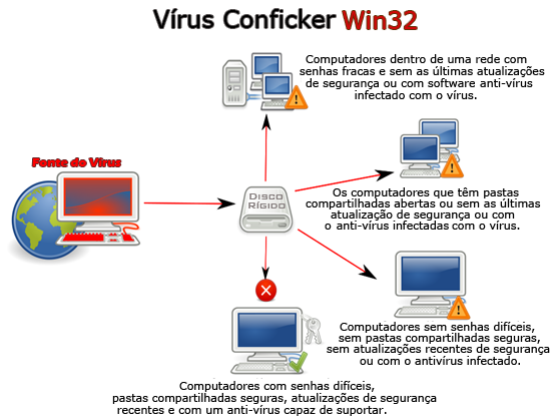 Vírus Conficker Win32
Computadores dentro de uma rede com
senhas fracas e sem as últimas atualizações
de segurança ou com software anti-vírus
infectado com o vírus.
Fonte do Vírus
Disco
Rígido
Os computadores que têm pastas
compartilhadas abertas ou sem as últimas
atualização de segurança ou com
o anti-vírus infectadas com o vírus.
Computadores sem senhas difíceis,
sem pastas compartilhadas seguras,
sem atualizações recentes de segurança
ou com o antivírus infectado.
Computadores com senhas difíceis,
pastas compartilhadas seguras, atualizações de segurança
recentes e com um anti-vírus capaz de suportar.